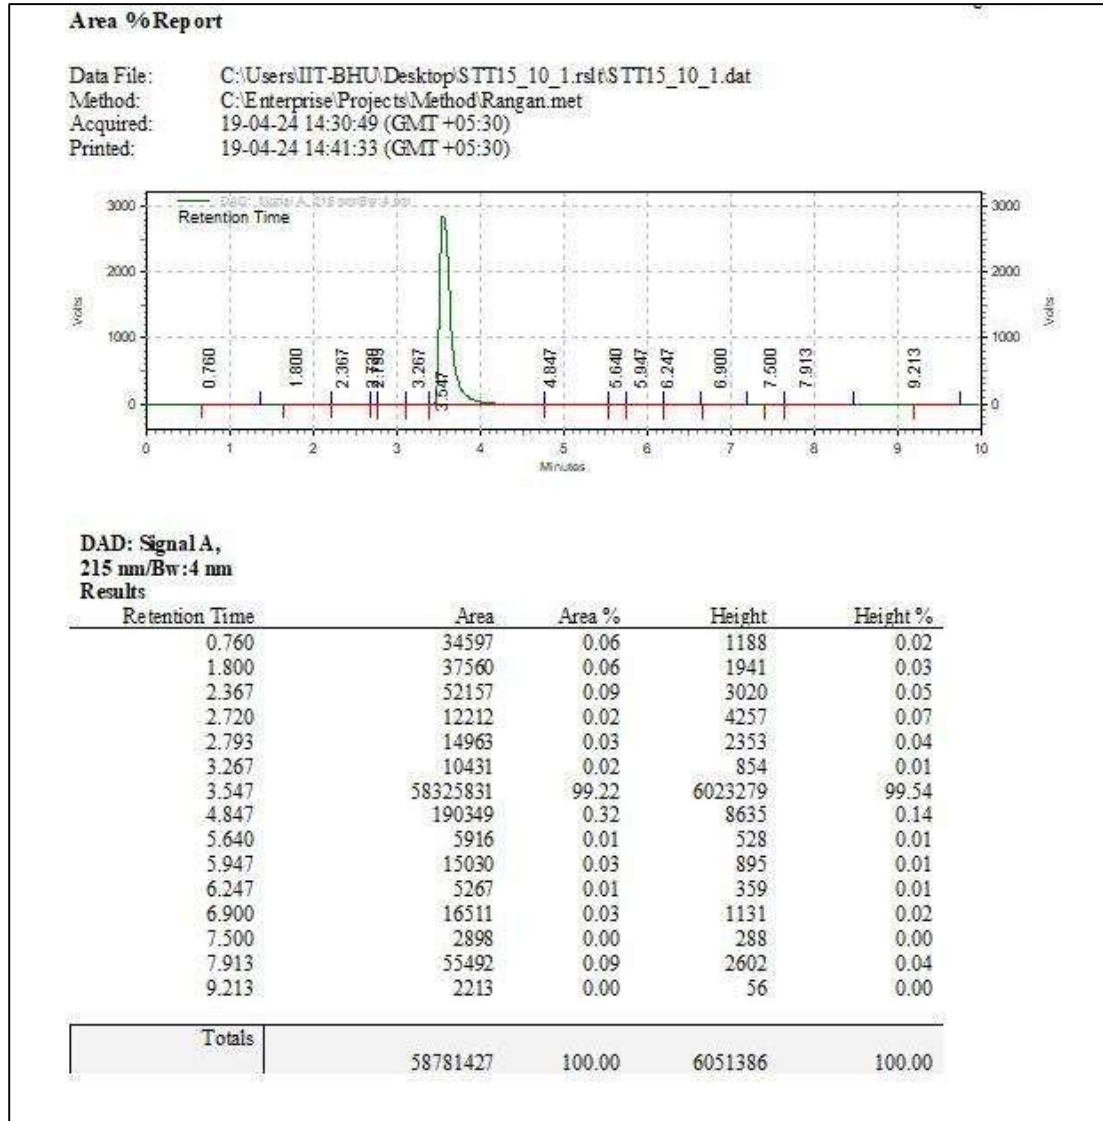 Area % Report
Data File: C:\Users\IIT-BHU\Desktop\STT15_10_1.rslt\STT15_10_1.dat
Method: C:\Enterprise\Projects\Method\Rangan.met
Acquired: 19-04-24 14:30:49 (GMT +05:30)
Printed: 19-04-24 14:41:33 (GMT +05:30)
DAD: Signal A, 215 nm/Bw:4 nm
Retention Time
3000
2000
1000
0
Volts
0.760
1.800
2.367
2.793
3.267
3.547
4.847
5.640
5.947
6.247
6.900
7.500
7.913
9.213
3000
2000
1000
0
Volts
0 1 2 3 4 5 6 7 8 9 10
Minutes
DAD: Signal A,
215 nm/Bw:4 nm
Results
Retention Time Area Area % Height Height %
0.760 34597 0.06 1188 0.02
1.800 37560 0.06 1941 0.03
2.367 52157 0.09 3020 0.05
2.720 12212 0.02 4257 0.07
2.793 14963 0.03 2353 0.04
3.267 10431 0.02 854 0.01
3.547 58325831 99.22 6023279 99.54
4.847 190349 0.32 8635 0.14
5.640 5916 0.01 528 0.01
5.947 15030 0.03 895 0.01
6.247 5267 0.01 359 0.01
6.900 16511 0.03 1131 0.02
7.500 2898 0.00 288 0.00
7.913 55492 0.09 2602 0.04
9.213 2213 0.00 56 0.00
Totals
58781427 100.00 6051386 100.00